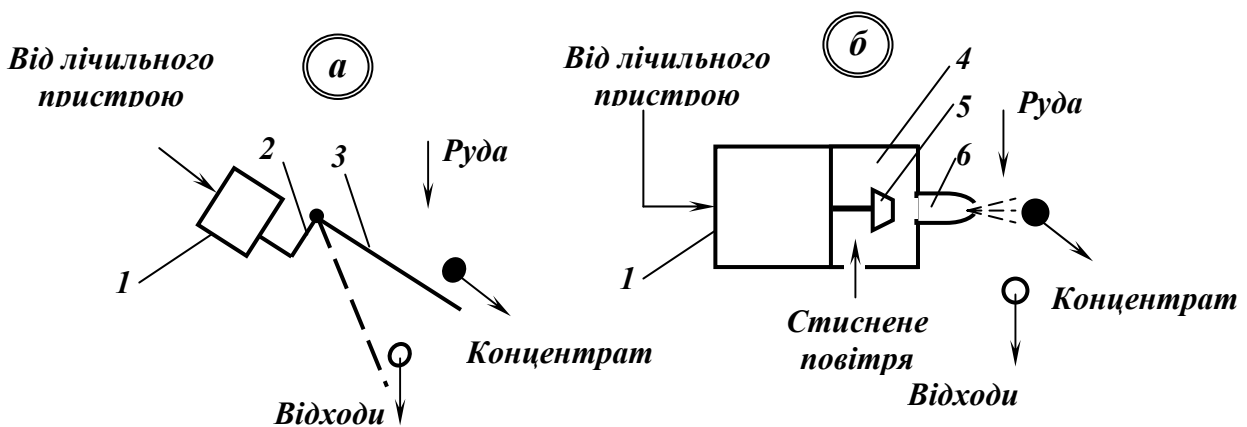 а
Від лічильного
пристрою
2
3
Руда
1
Концентрат
Відходи
б
Від лічильного
пристрою
4
5
Руда
6
1
Стиснене
повітря
Концентрат
Відходи